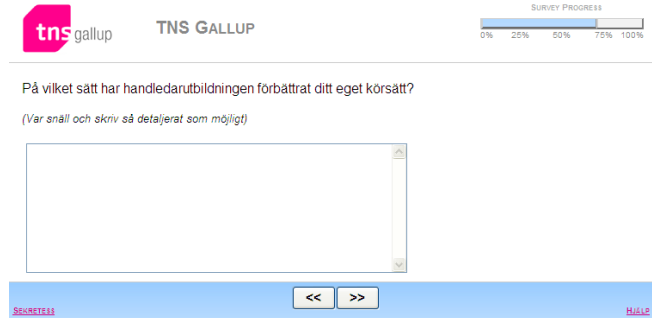 tns gallup
TNS GALLUP
SURVEY PROGRESS
0% 25% 50% 75% 100%
På vilket sätt har handledarutbildningen förbättrat ditt eget körsätt?
(Var snäll och skriv så detaljerat som möjligt)
<< >>
SEKRETESS
HJÄLP